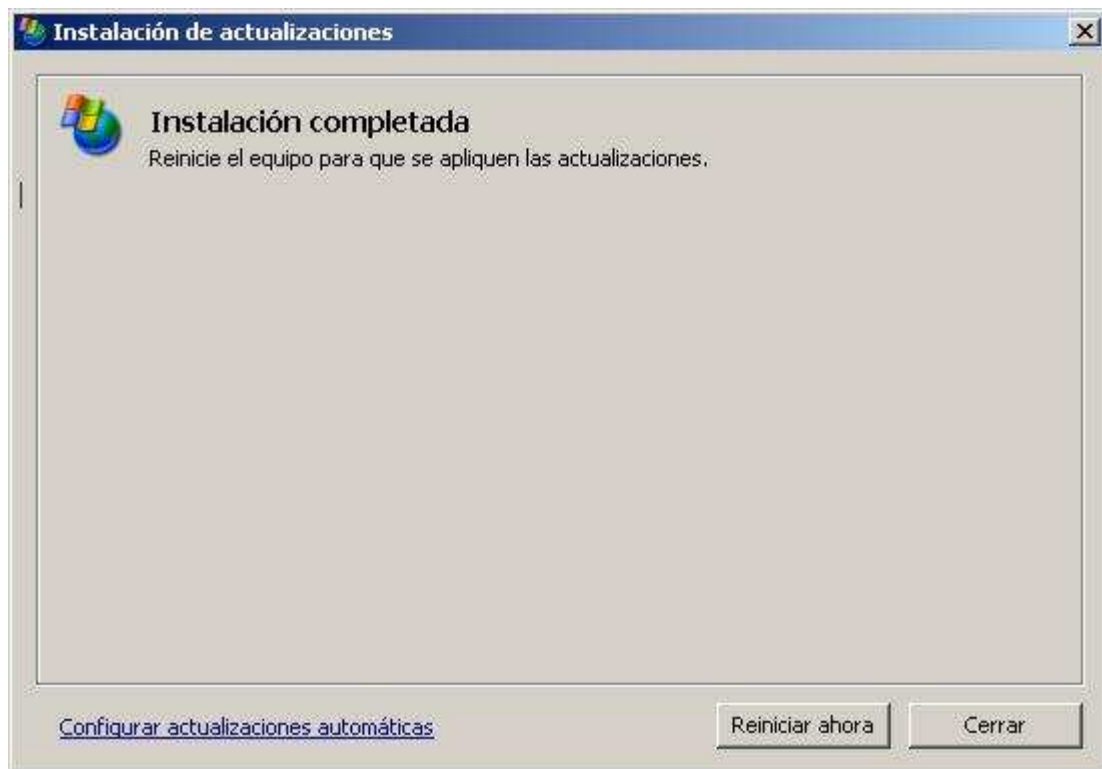 Instalación de actualizaciones
Instalación completada
Reinicie el equipo para que se apliquen las actualizaciones.
Configurar actualizaciones automáticas
Reiniciar ahora
Cerrar